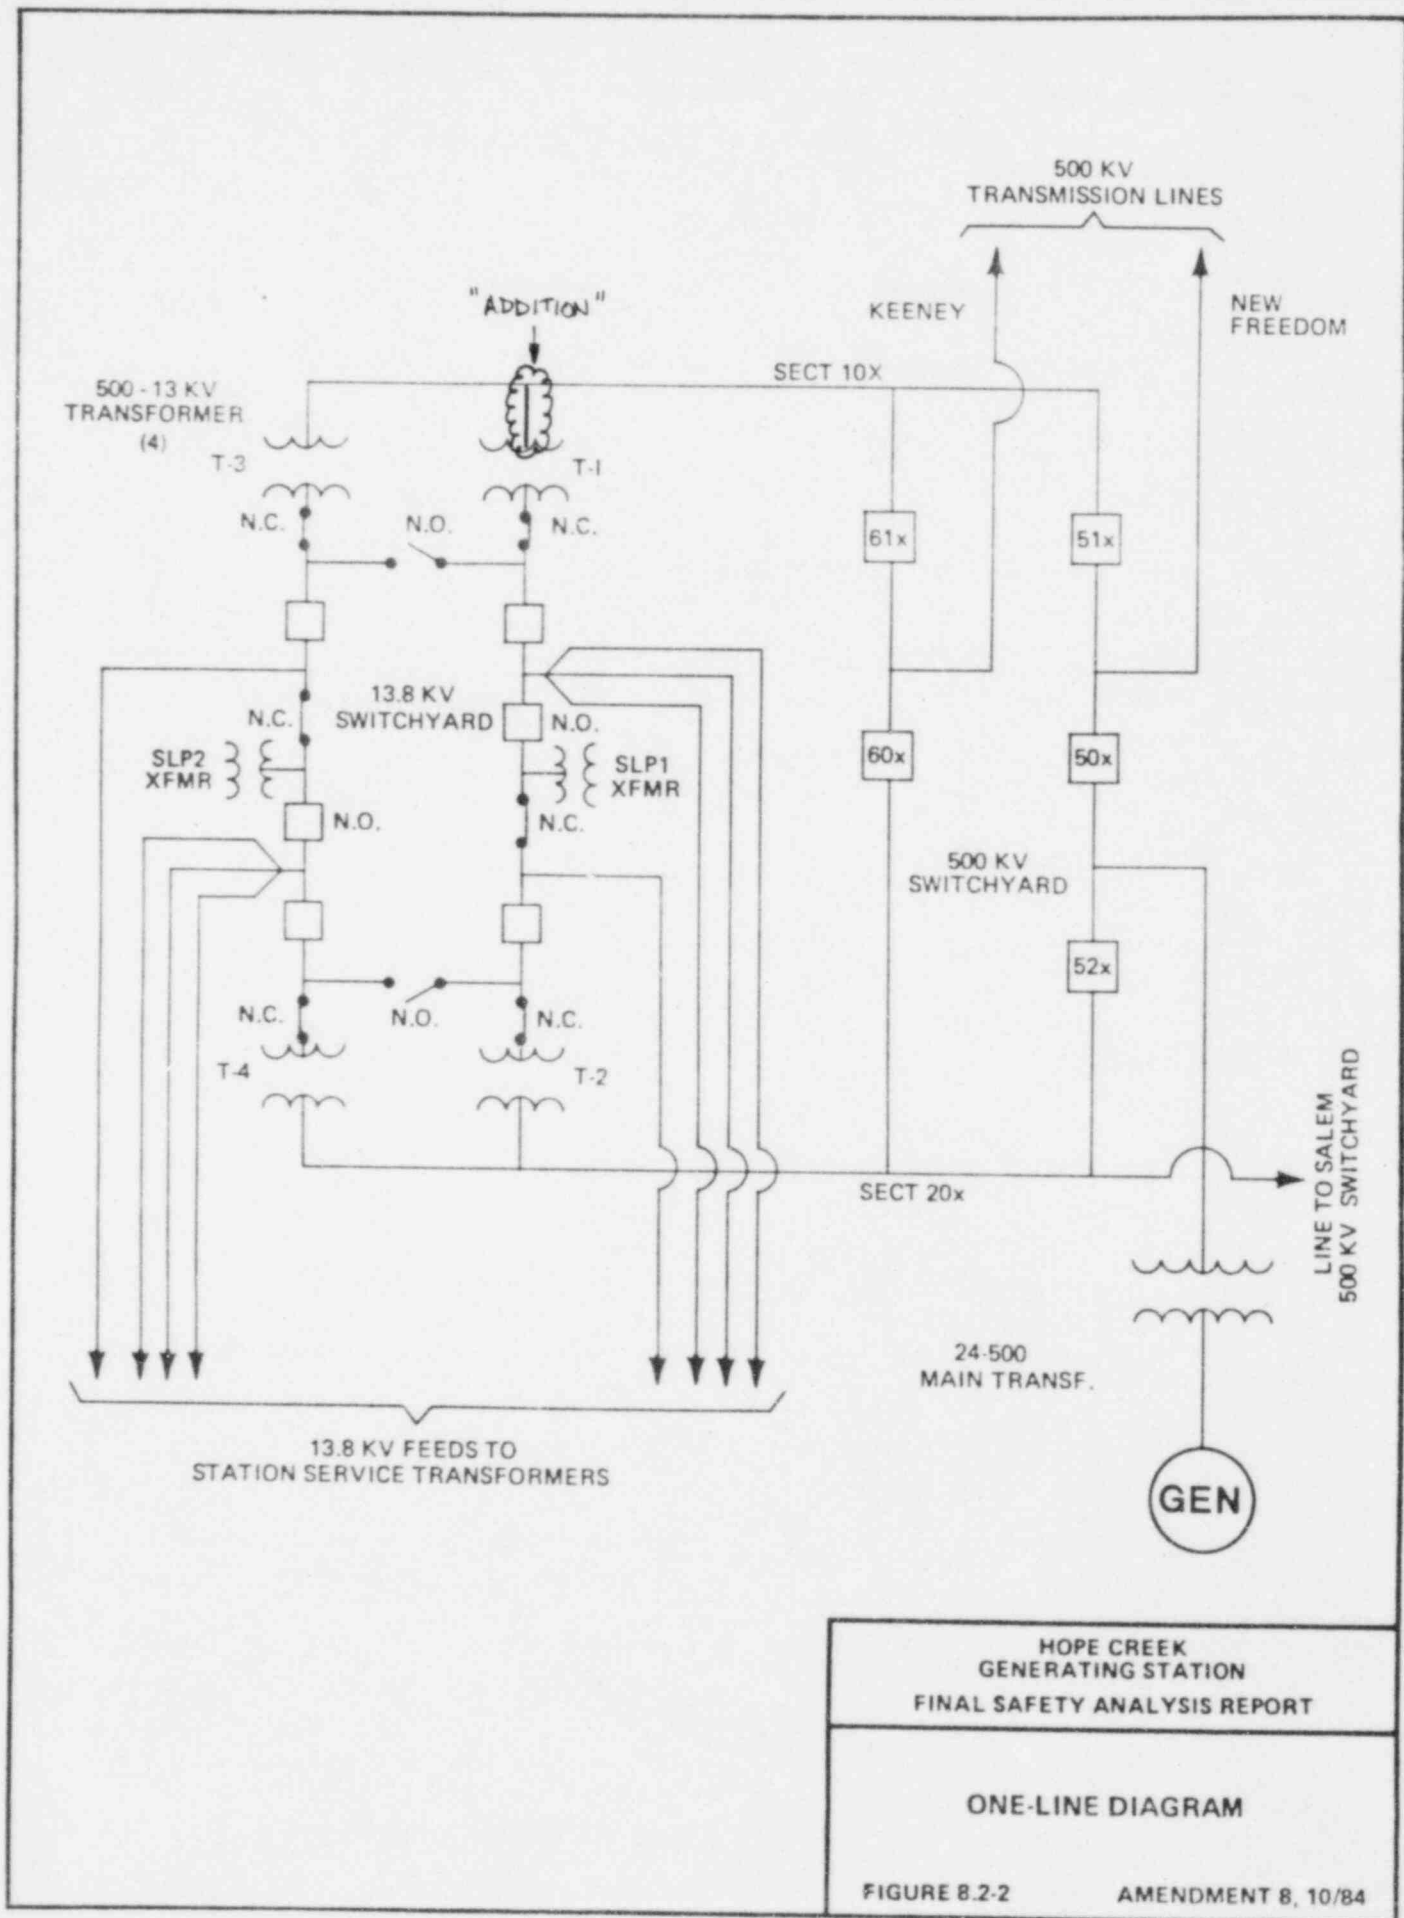 500 KV
TRANSMISSION LINES
"ADDITION"
KEENEY
NEW
FREEDOM
500 - 13 KV
TRANSFORMER
(4)
SECT 10X
T-3
T-1
N.C.
N.O.
N.C.
61x
51x
13.8 KV
SWITCHYARD
N.C.
N.O.
SLP2
XFMR
SLP1
XFMR
60x
50x
N.O.
N.C.
500 KV
SWITCHYARD
52x
N.C.
N.O.
N.C.
T-4
T-2
SECT 20x
LINE TO SALEM
500 KV SWITCHYARD
24-500
MAIN TRANSF.
13.8 KV FEEDS TO
STATION SERVICE TRANSFORMERS
GEN
HOPE CREEK
GENERATING STATION
FINAL SAFETY ANALYSIS REPORT
ONE-LINE DIAGRAM
FIGURE 8.2-2 AMENDMENT 8, 10/84